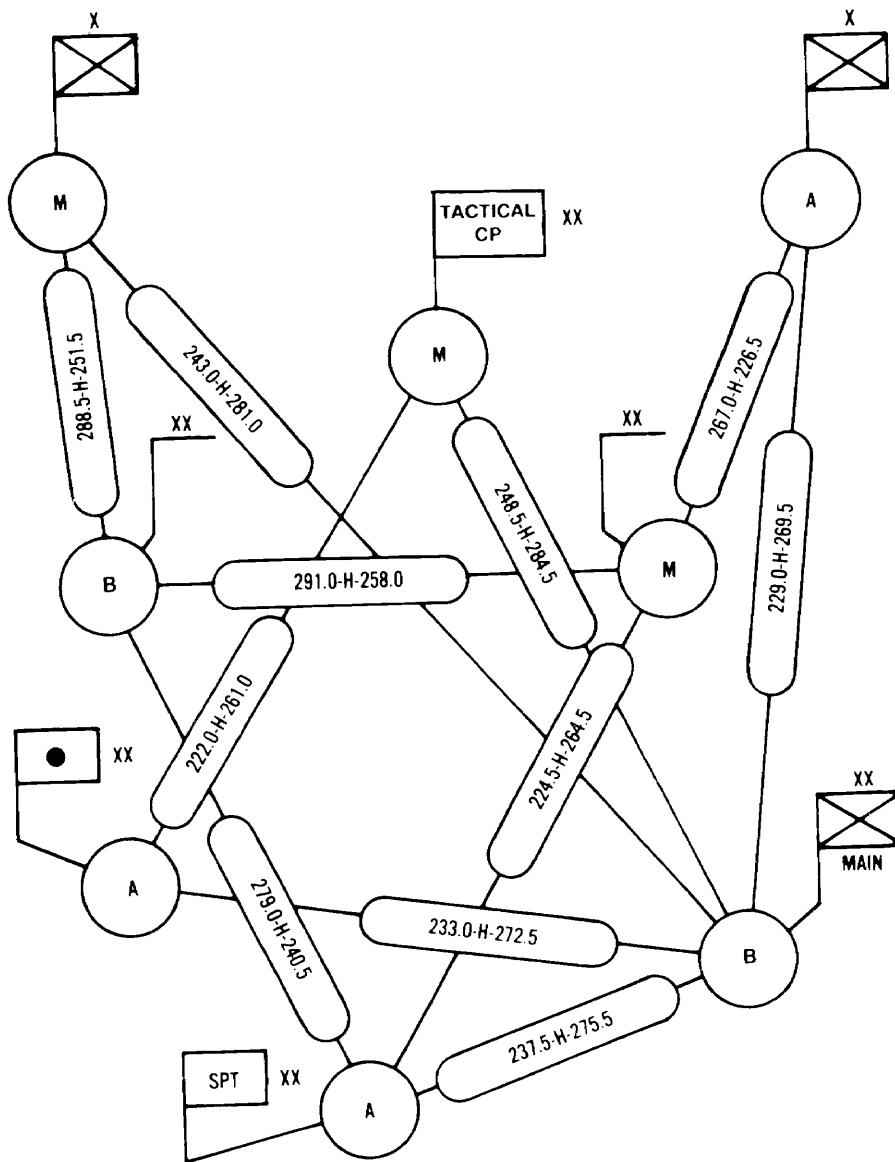 X
X
M
A
TACTICAL
CP
XX
M
288.5-H-251.5
243.0-H-281.0
267.0-H-226.5
XX
XX
248.5-H-284.5
229.0-H-269.5
B
291.0-H-258.0
M
222.0-H-261.0
224.5-H-264.5
XX
XX
MAIN
A
279.0-H-240.5
233.0-H-272.5
B
237.5-H-275.5
SPT
XX
A